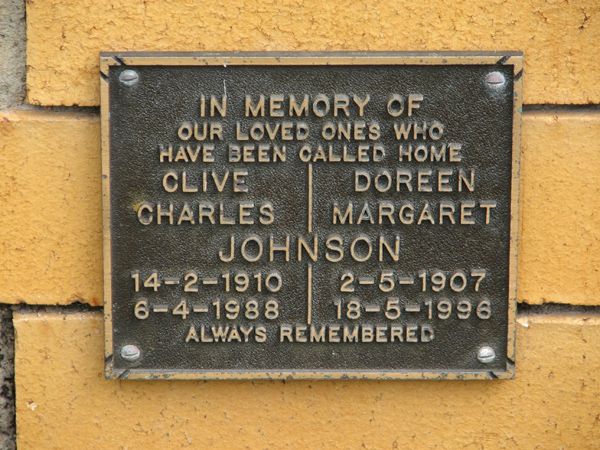 IN MEMORY OF
OUR LOVED ONES WHO
HAVE BEEN CALLED HOME
CLIVE DOREEN
CHARLES MARGARET
JOHNSON
14-2-1910 2-5-1907
6-4-1988 18-5-1996
ALWAYS REMEMBERED